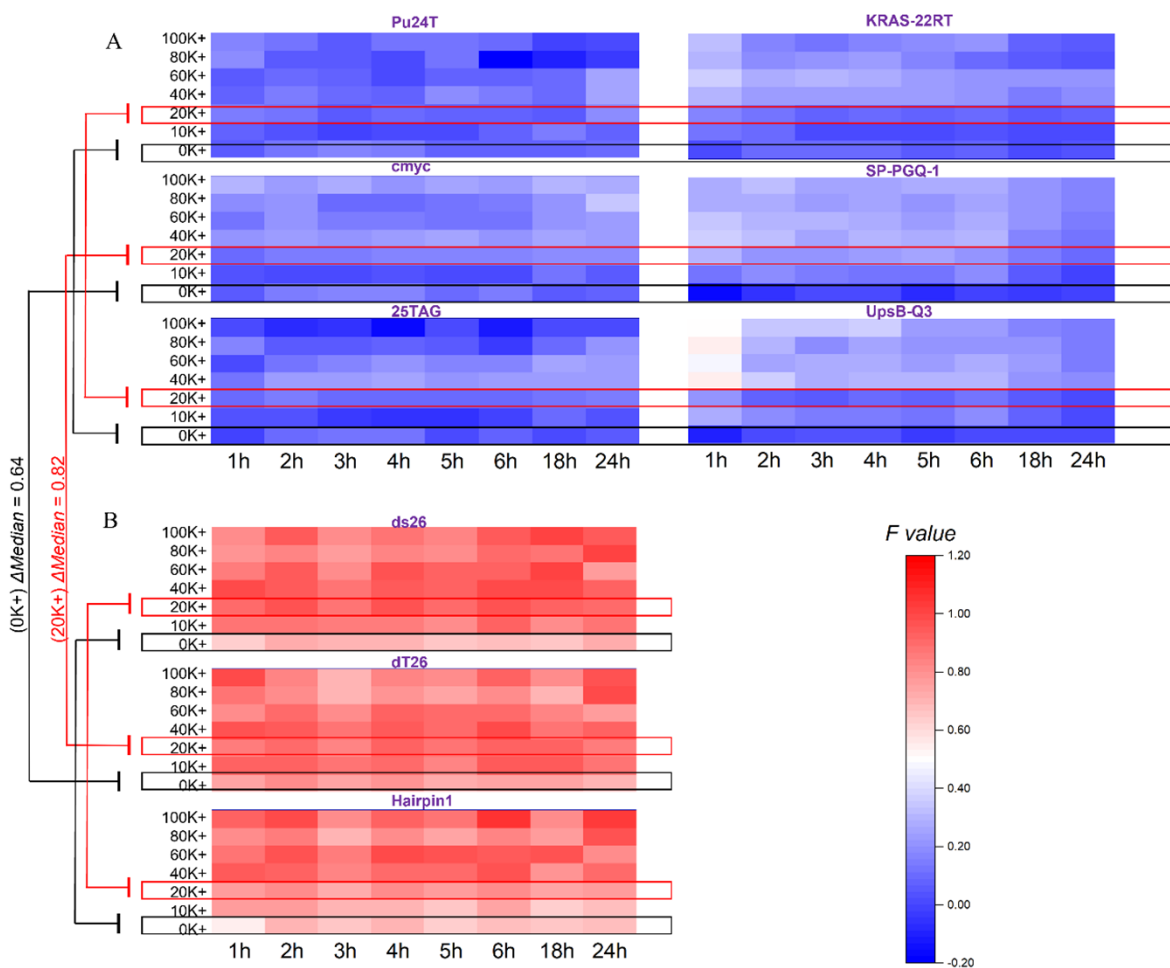 A
Pu24T
KRAS-22RT
100K+
80K+
60K+
40K+
20K+
10K+
0K+
cmyc
SP-PGQ-1
100K+
80K+
60K+
40K+
20K+
10K+
0K+
25TAG
UpsB-Q3
100K+
80K+
60K+
40K+
20K+
10K+
0K+
1h 2h 3h 4h 5h 6h 18h 24h
1h 2h 3h 4h 5h 6h 18h 24h
(0K+) ΔMedian = 0.64
(20K+) ΔMedian = 0.82
B
ds26
100K+
80K+
60K+
40K+
20K+
10K+
0K+
dT26
100K+
80K+
60K+
40K+
20K+
10K+
0K+
Hairpin1
100K+
80K+
60K+
40K+
20K+
10K+
0K+
1h 2h 3h 4h 5h 6h 18h 24h
F value
1.20
1.00
0.80
0.60
0.40
0.20
0.00
-0.20